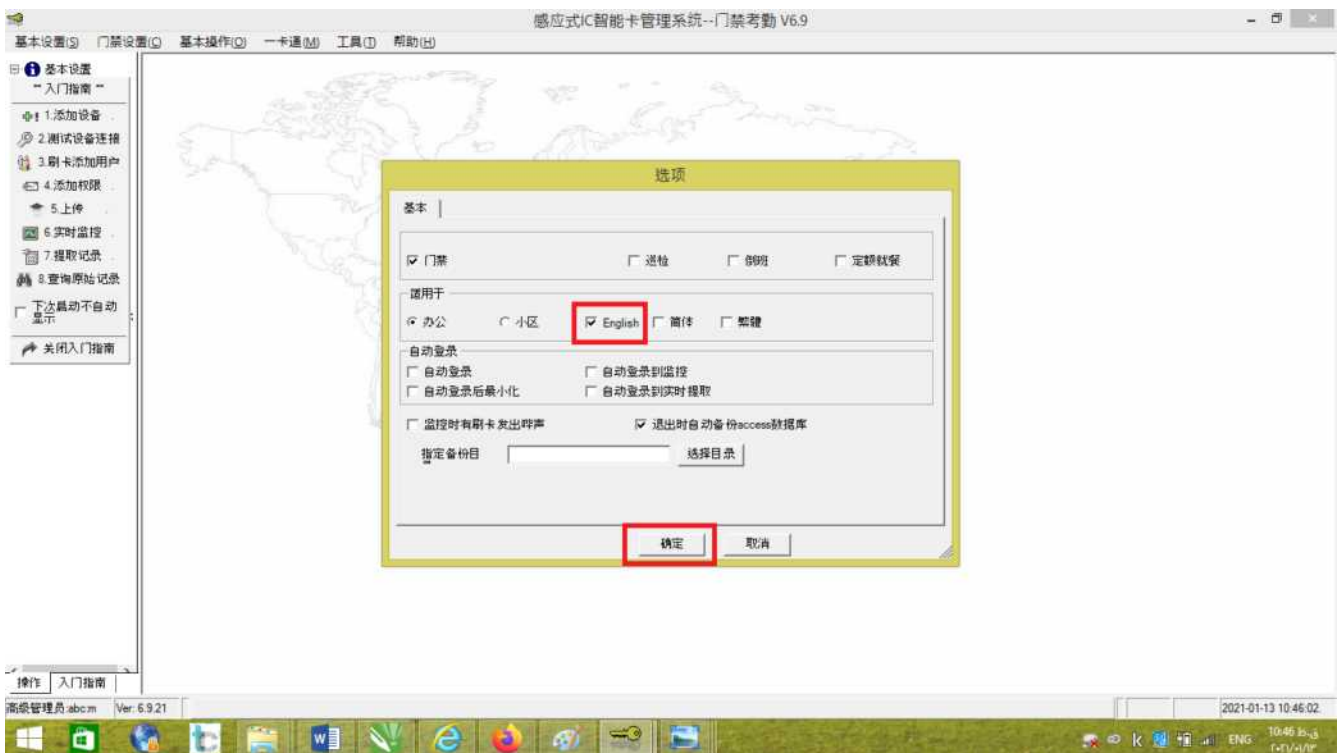 感应式IC智能卡管理系统--门禁考勤 V6.9
基本设置(S) 门禁设置(C) 基本操作(O) 一卡通(M) 工具(T) 帮助(H)
基本设置
入门指南
1.添加设备
2.测试设备连接
3.刷卡添加用户
4.添加权限
5.上传
6.实时监控
7.提取记录
8.查询原始记录
下次启动不自动
显示
关闭入门指南
选项
基本
门禁 巡检 倒班 定额就餐
适用于
办公 小区 English 简体 繁體
自动登录
自动登录 自动登录到监控
自动登录后最小化 自动登录到实时提取
监控时有刷卡发出哔声 退出时自动备份access数据库
指定备份目 选择目录
确定 取消
操作 入门指南
高级管理员:abc:m Ver: 6.9.21 2021-01-13 10:46:02
ENG 10:46